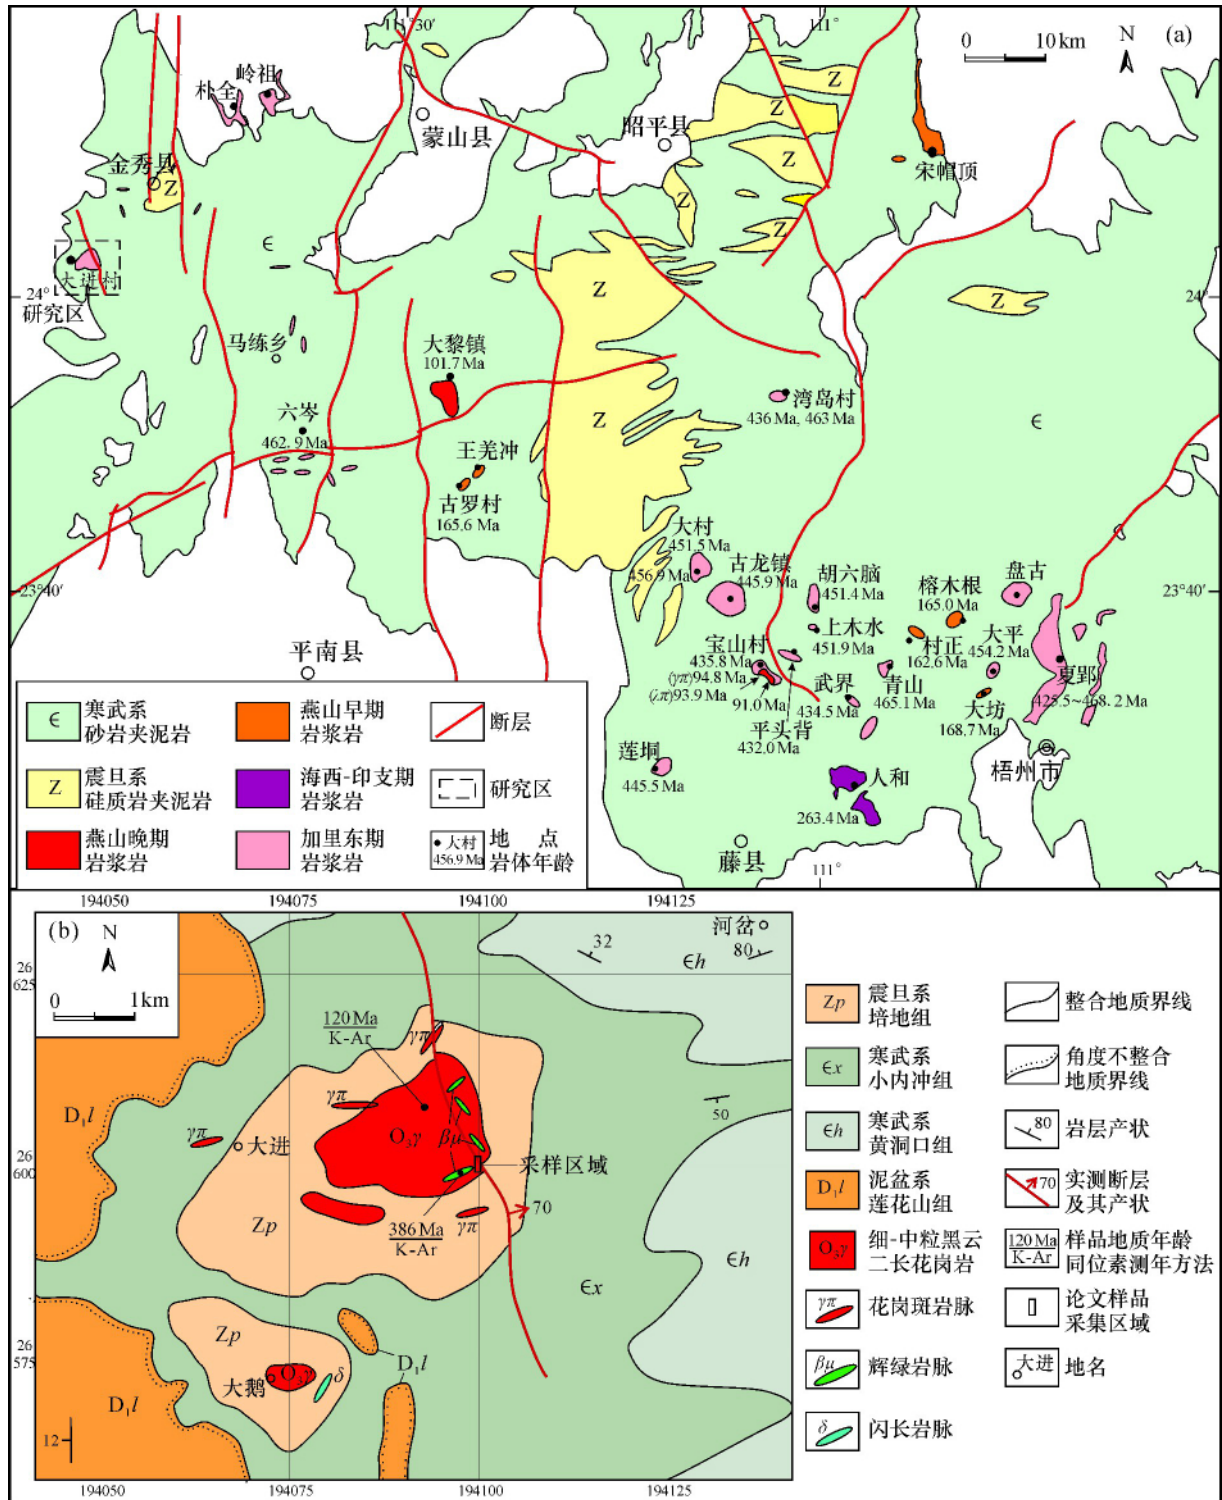 111°30′
111°
N
(a)
0 10 km
岭祖
朴全
蒙山县
昭平县
Z
Z
Z
Z
Z
宋帽顶
金秀县
Z
ϵ
大进村
24°
研究区
24°
Z
Z
马练乡
大黎镇
101.7 Ma
湾岛村
436 Ma, 463 Ma
六岑
462.9 Ma
Z
ϵ
王羌冲
古罗村
165.6 Ma
大村
451.5 Ma
456.9 Ma
古龙镇
445.9 Ma
胡六脑
451.4 Ma
榕木根
165.0 Ma
盘古
23°40′
23°40′
上木水
451.9 Ma
村正
162.6 Ma
大平
454.2 Ma
宝山村
435.8 Ma
(γπ)94.8 Ma
93.9 Ma
91.0 Ma
平头背
432.0 Ma
武界
434.5 Ma
青山
465.1 Ma
夏郢
425.5~468.2 Ma
大坊
168.7 Ma
平南县
莲垌
445.5 Ma
人和
263.4 Ma
梧州市
藤县
111°
ϵ 寒武系
砂岩夹泥岩
燕山早期
岩浆岩
断层
Z 震旦系
硅质岩夹泥岩
海西-印支期
岩浆岩
研究区
燕山晚期
岩浆岩
加里东期
岩浆岩
大村
456.9 Ma
地 点
岩体年龄
194050 194075 194100 194125
(b)
N
0 1km
26
625
河岔
ϵh
32
80
120 Ma
K-Ar
γπ
γπ
γπ
D₁l
O₃γ
βμ
大进
50
26
600
采样区域
Zp
386 Ma
K-Ar
γπ
70
ϵh
ϵx
26
575
Zp
D₁l
O₃γ
大鹅
δ
D₁l
12
194050 194075 194100 194125
Zp 震旦系
培地组
整合地质界线
ϵx 寒武系
小内冲组
角度不整合
地质界线
ϵh 寒武系
黄洞口组
80 岩层产状
D₁l 泥盆系
莲花山组
70 实测断层
及其产状
O₃γ 细-中粒黑云
二长花岗岩
120 Ma
K-Ar
样品地质年龄
同位素测年方法
γπ 花岗斑岩脉
论文样品
采集区域
βμ 辉绿岩脉
大进 地名
δ 闪长岩脉